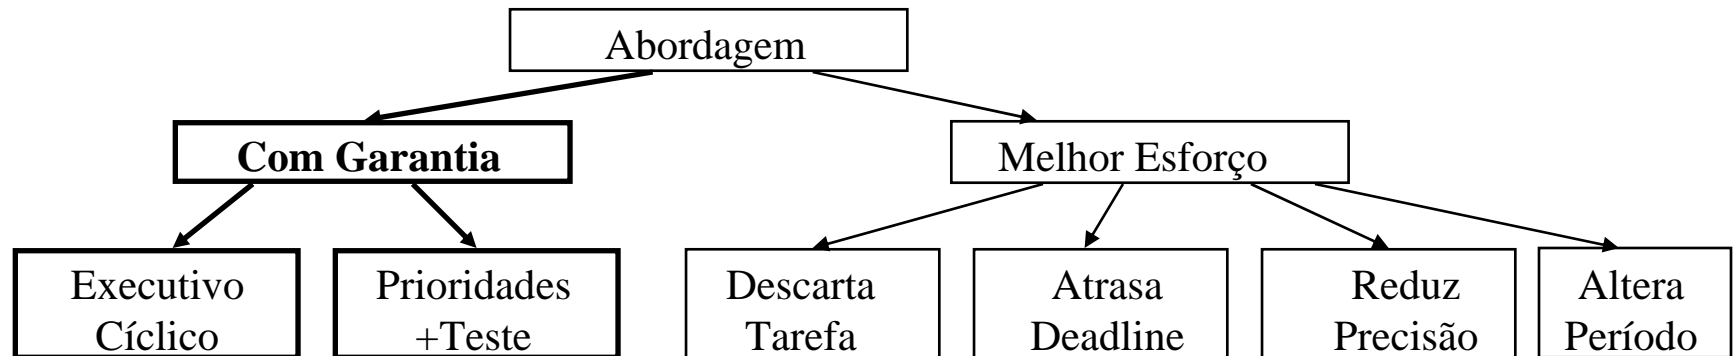 Abordagem
Com Garantia
Melhor Esforço
Executivo
Cíclico
Prioridades
+Teste
Descarta
Tarefa
Atrasa
Deadline
Reduz
Precisão
Altera
Período